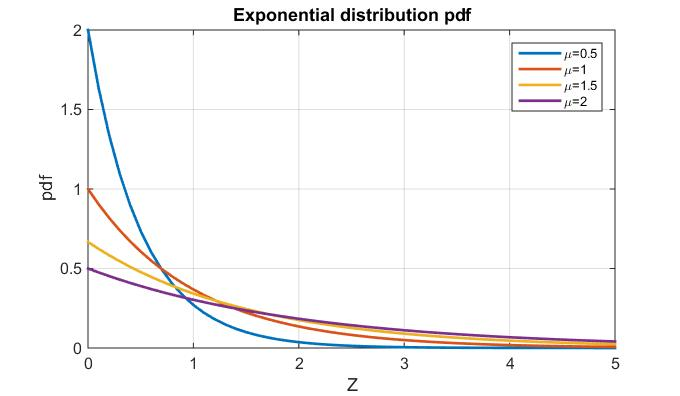 Exponential distribution pdf
2
1.5
1
0.5
0
pdf
μ=0.5
μ=1
μ=1.5
μ=2
0 1 2 3 4 5
Z